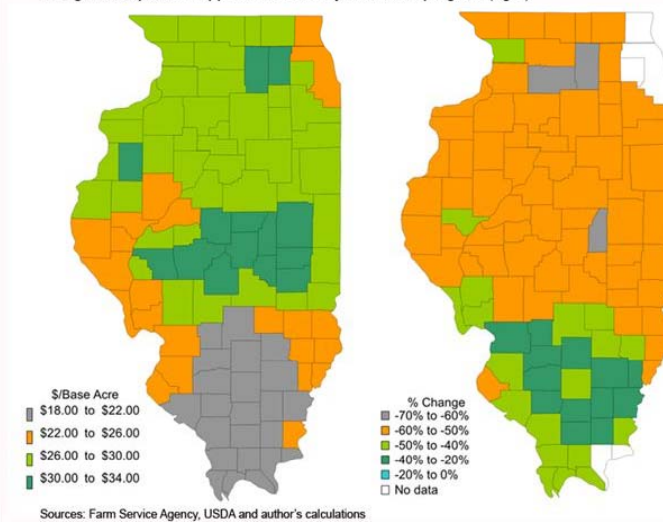 $/Base Acre
$18.00 to $22.00
$22.00 to $26.00
$26.00 to $30.00
$30.00 to $34.00
% Change
-70% to -60%
-60% to -50%
-50% to -40%
-40% to -20%
-20% to 0%
No data
Sources: Farm Service Agency, USDA and author's calculations